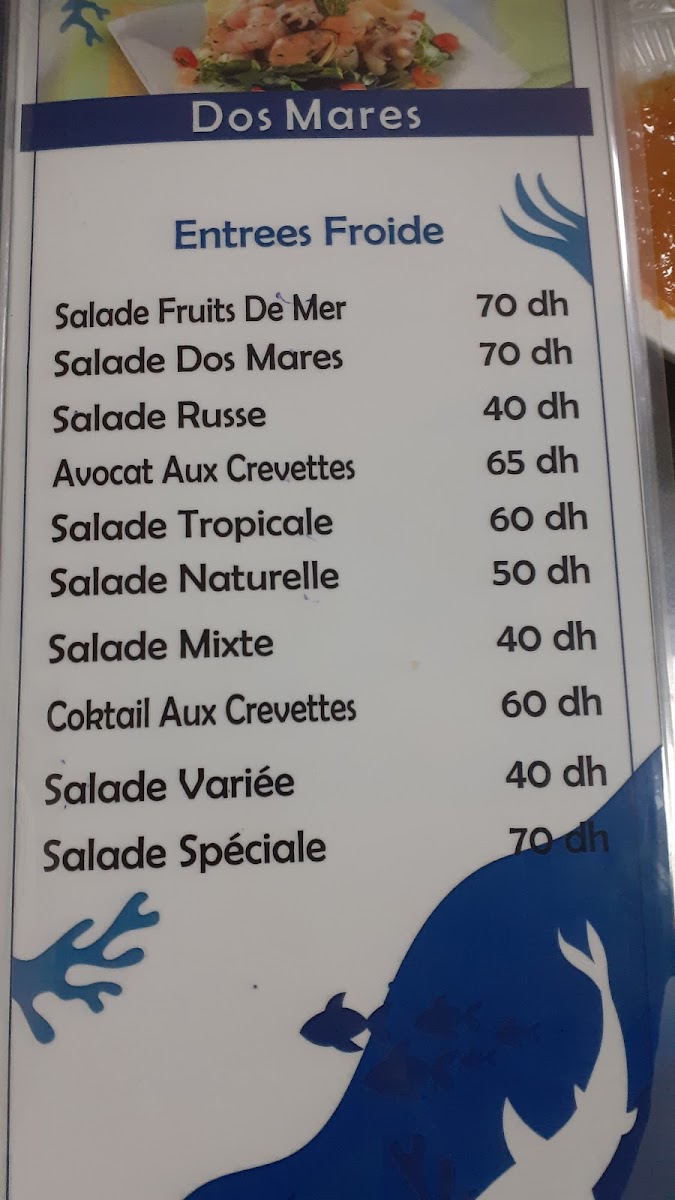 Dos Mares
Entrees Froide
Salade Fruits De Mer 70 dh
Salade Dos Mares 70 dh
Salade Russe 40 dh
Avocat Aux Crevettes 65 dh
Salade Tropicale 60 dh
Salade Naturelle 50 dh
Salade Mixte 40 dh
Coktail Aux Crevettes 60 dh
Salade Variée 40 dh
Salade Spéciale 70 dh